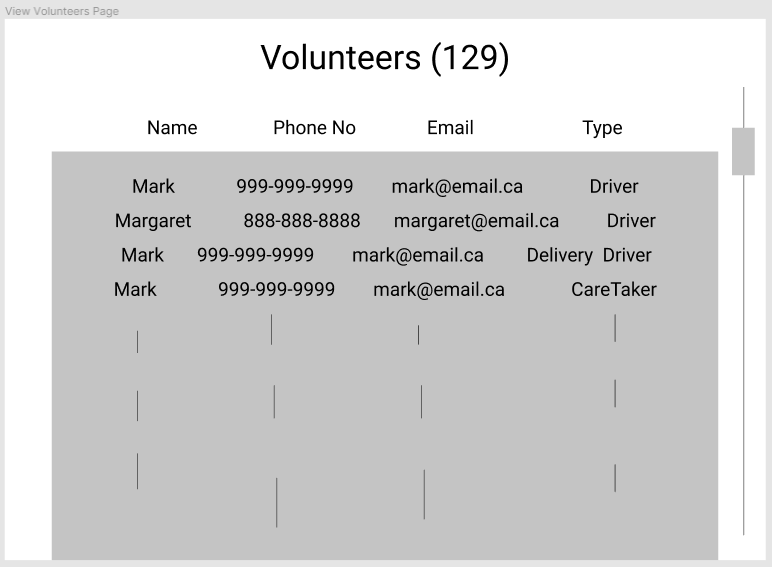 View Volunteers Page
Volunteers (129)
Name Phone No Email Type
Mark 999-999-9999 mark@email.ca Driver
Margaret 888-888-8888 margaret@email.ca Driver
Mark 999-999-9999 mark@email.ca Delivery Driver
Mark 999-999-9999 mark@email.ca CareTaker